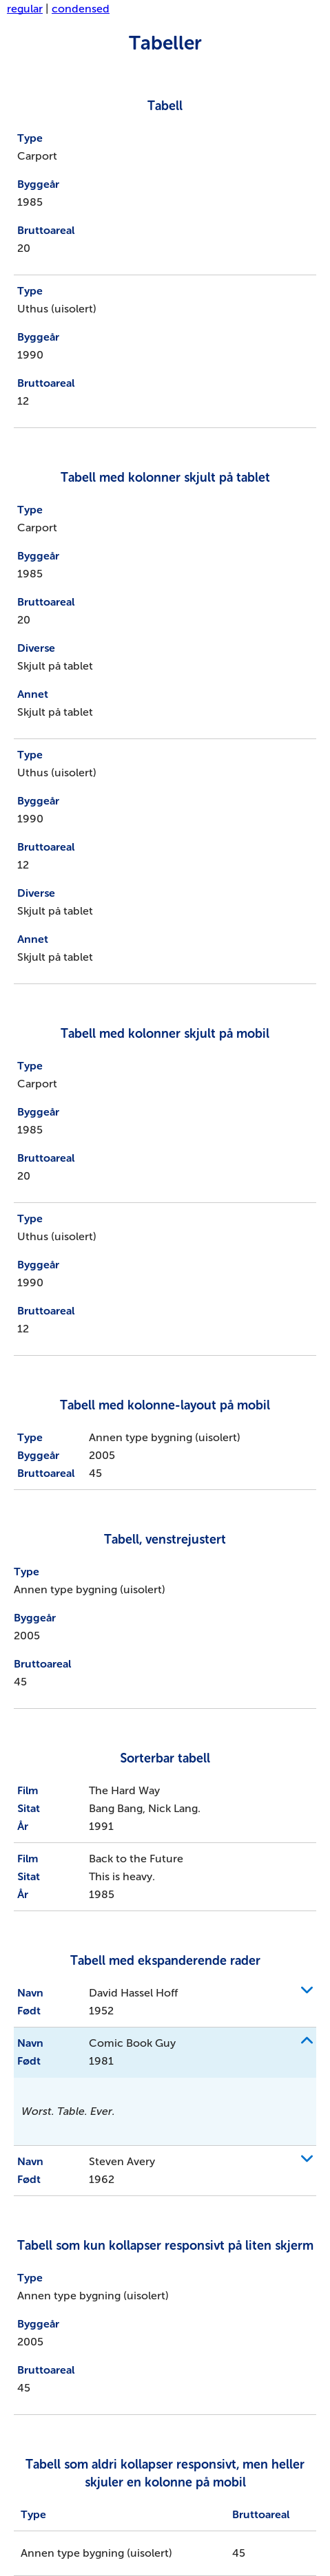 regular | condensed
Tabeller
Tabell
Type
Carport
Byggeår
1985
Bruttoareal
20
Type
Uthus (uisolert)
Byggeår
1990
Bruttoareal
12
Tabell med kolonner skjult på tablet
Type
Carport
Byggeår
1985
Bruttoareal
20
Diverse
Skjult på tablet
Annet
Skjult på tablet
Type
Uthus (uisolert)
Byggeår
1990
Bruttoareal
12
Diverse
Skjult på tablet
Annet
Skjult på tablet
Tabell med kolonner skjult på mobil
Type
Carport
Byggeår
1985
Bruttoareal
20
Type
Uthus (uisolert)
Byggeår
1990
Bruttoareal
12
Tabell med kolonne-layout på mobil
Type Annen type bygning (uisolert)
Byggeår 2005
Bruttoareal 45
Tabell, venstrejustert
Type
Annen type bygning (uisolert)
Byggeår
2005
Bruttoareal
45
Sorterbar tabell
Film The Hard Way
Sitat Bang Bang, Nick Lang.
År 1991
Film Back to the Future
Sitat This is heavy.
År 1985
Tabell med ekspanderende rader
Navn David Hassel Hoff
Født 1952
Navn Comic Book Guy
Født 1981
Worst. Table. Ever.
Navn Steven Avery
Født 1962
Tabell som kun kollapser responsivt på liten skjerm
Type
Annen type bygning (uisolert)
Byggeår
2005
Bruttoareal
45
Tabell som aldri kollapser responsivt, men heller
skjuler en kolonne på mobil
Type Bruttoareal
Annen type bygning (uisolert) 45